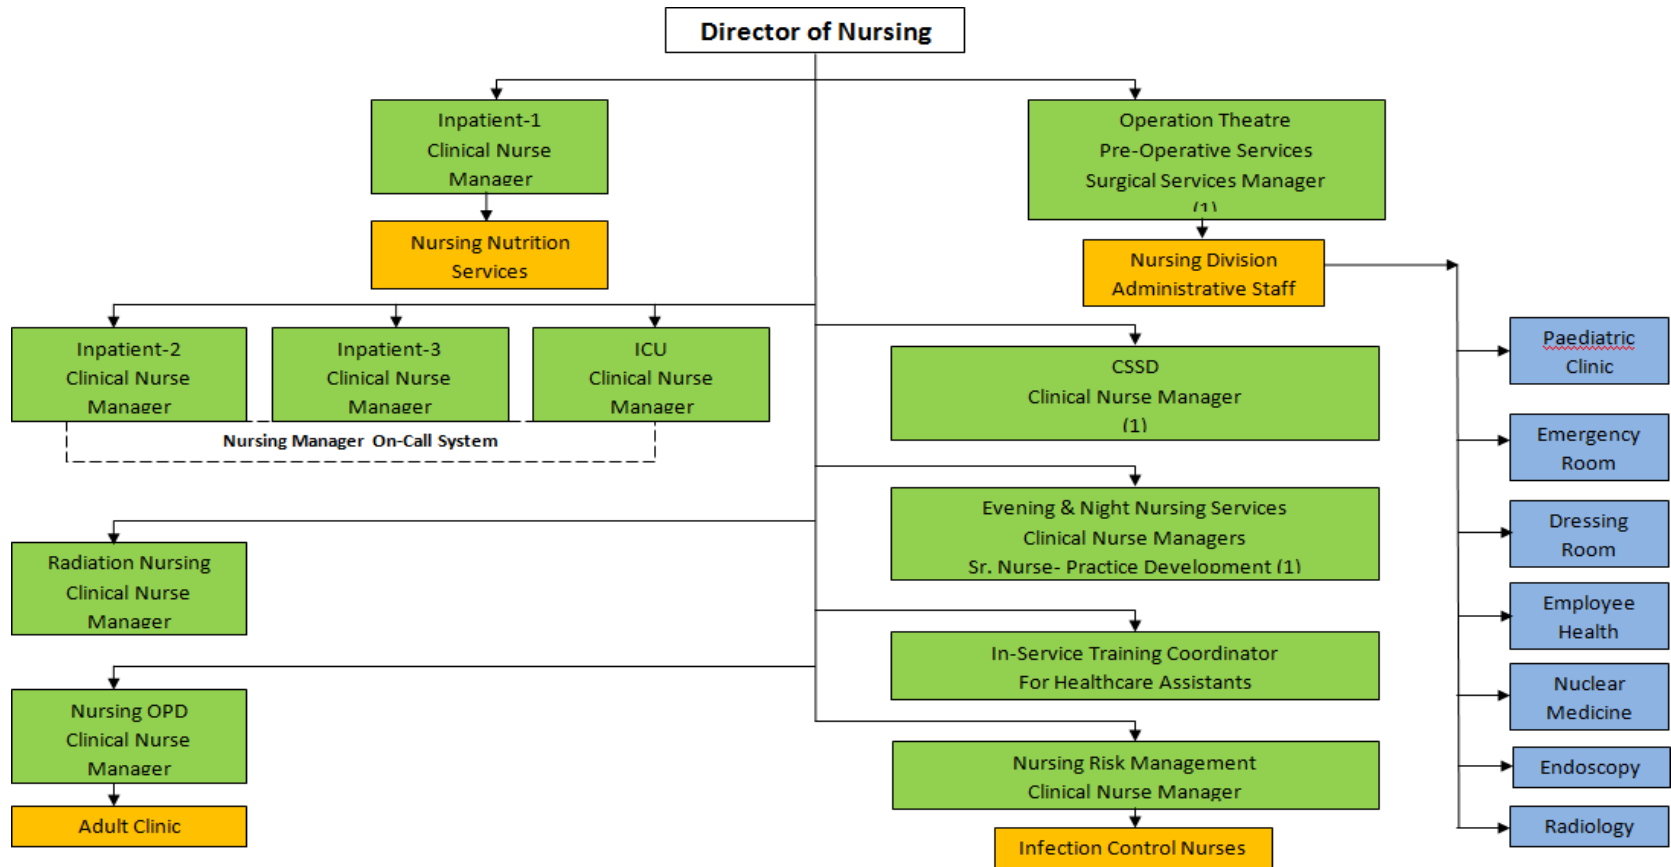 Director of Nursing
Inpatient-1
Clinical Nurse
Manager
Operation Theatre
Pre-Operative Services
Surgical Services Manager
(1)
Nursing Nutrition
Services
Nursing Division
Administrative Staff
Inpatient-2
Clinical Nurse
Manager
Inpatient-3
Clinical Nurse
Manager
ICU
Clinical Nurse
Manager
Nursing Manager On-Call System
CSSD
Clinical Nurse Manager
(1)
Evening & Night Nursing Services
Clinical Nurse Managers
Sr. Nurse- Practice Development (1)
Radiation Nursing
Clinical Nurse
Manager
In-Service Training Coordinator
For Healthcare Assistants
Nursing OPD
Clinical Nurse
Manager
Adult Clinic
Nursing Risk Management
Clinical Nurse Manager
Infection Control Nurses
Paediatric
Clinic
Emergency
Room
Dressing
Room
Employee
Health
Nuclear
Medicine
Endoscopy
Radiology